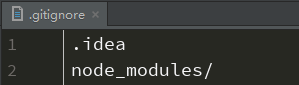 .gitignore
1 .idea
2 node_modules/